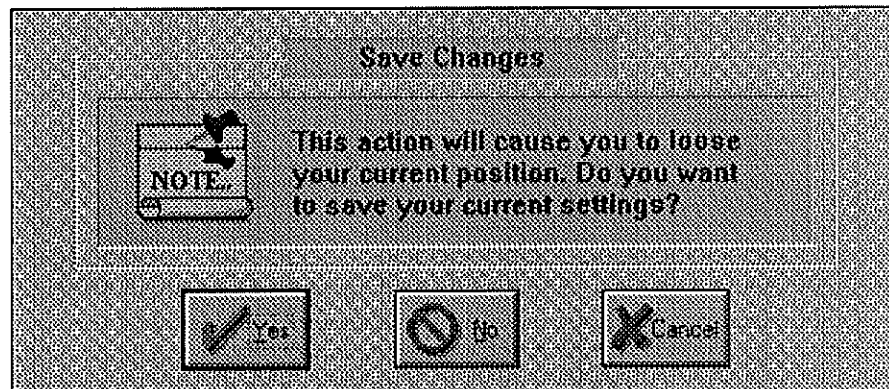 Save Changes
This action will cause you to loose
your current position. Do you want
to save your current settings?
NOTE...
Yes
No
Cancel